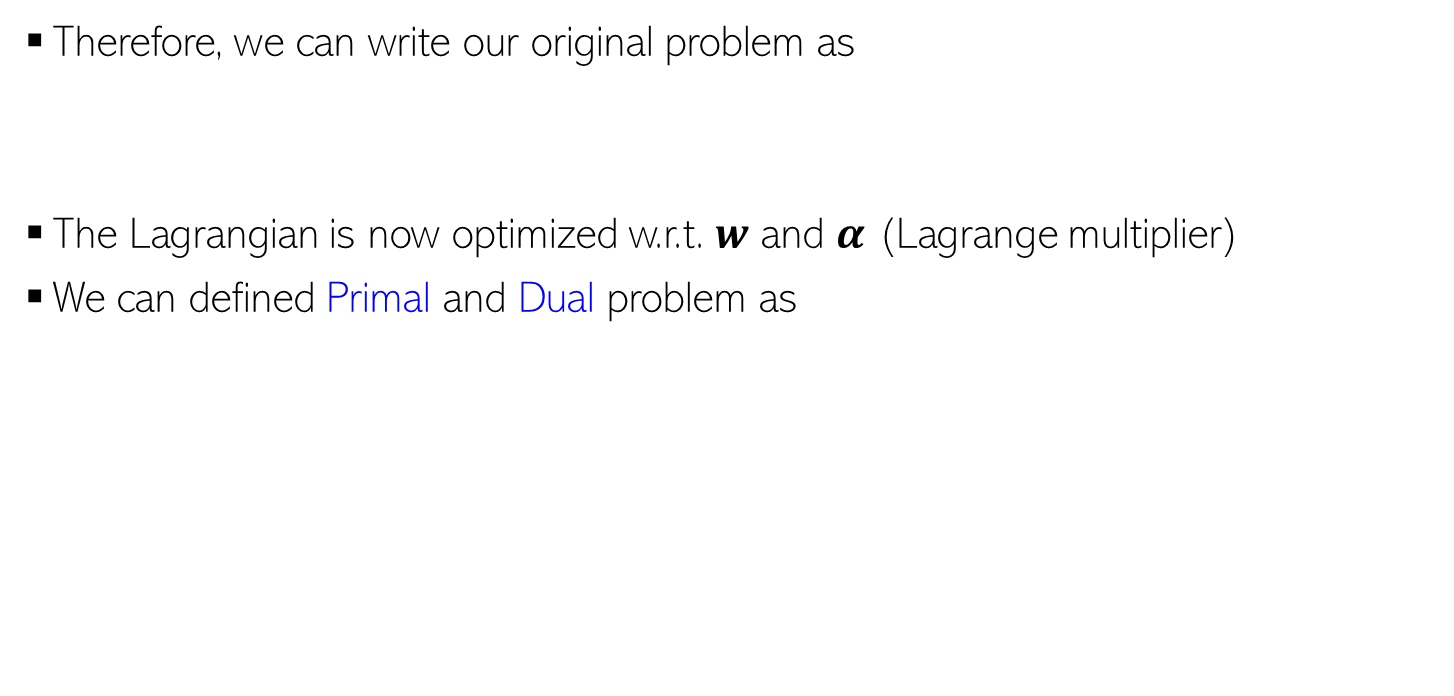 ▪ Therefore, we can write our original problem as
▪ The Lagrangian is now optimized w.r.t. 𝒘 and 𝜶 (Lagrange multiplier)
▪ We can defined Primal and Dual problem as